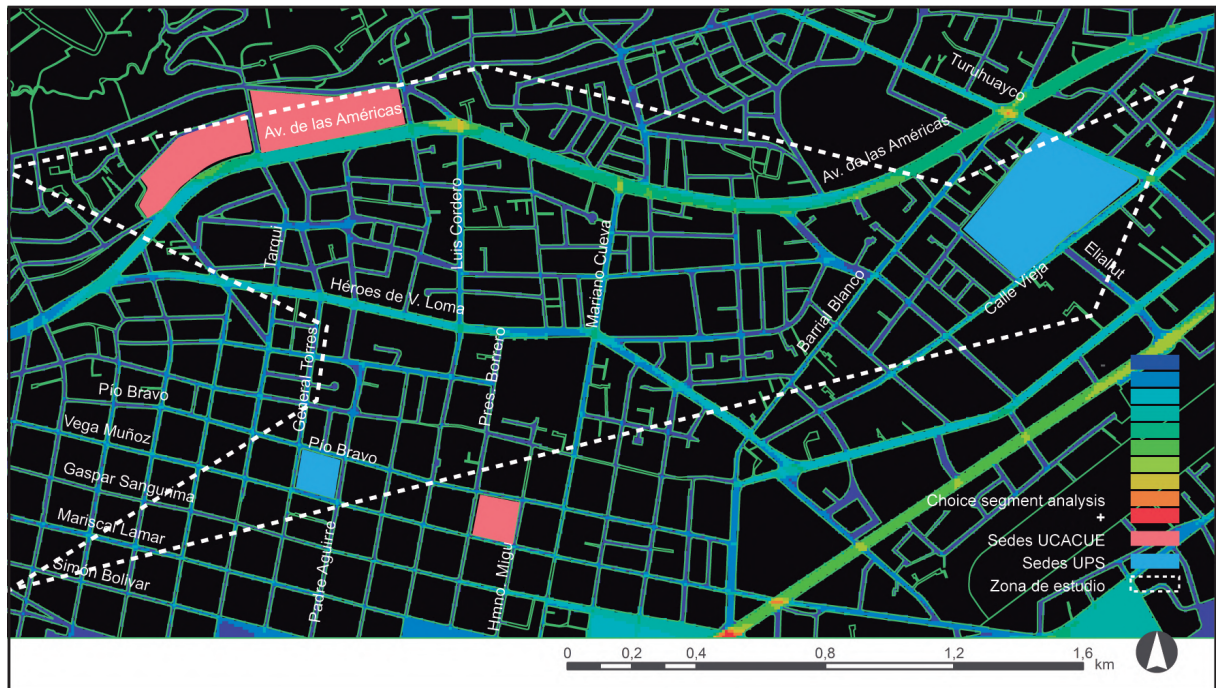 Turuhuayco
Av. de las Américas
Av. de las Américas
Luis Cordero
Mariano Cueva
Tarqui
Héroes de V. Loma
Elialiut
Calle Vieja
Barrial Blanco
General Torres
Pres. Borrero
Pío Bravo
Vega Muñoz
Pío Bravo
Gaspar Sangurima
Mariscal Lamar
Simón Bolívar
Padre Aguirre
Hmno. Migu
Choice segment analysis
+
Sedes UCACUE
Sedes UPS
Zona de estudio
0 0,2 0,4 0,8 1,2 1,6
km